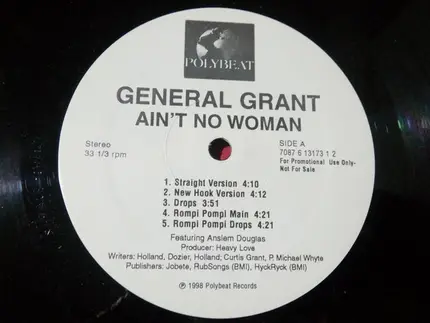 POLYBEAT
GENERAL GRANT
AIN'T NO WOMAN
Stereo
33 1/3 rpm
SIDE A
7087 6 13173 1 2
For Promotional Use Only-
Not For Sale
1. Straight Version 4:10
2. New Hook Version 4:12
3. Drops 3:51
4. Rompi Pompi Main 4:21
5. Rompi Pompi Drops 4:21
Featuring Anslem Douglas
Producer: Heavy Love
Writers: Holland, Dozier, Holland; Curtis Grant, P. Michael Whyte
Publishers: Jobete, RubSongs (BMI), HyckRyck (BMI)
℗ 1998 Polybeat Records